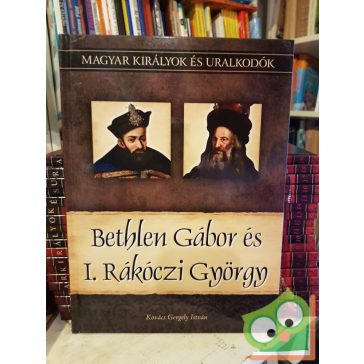 MAGYAR KIRÁLYOK ÉS URALKODÓK
Bethlen Gábor és
I. Rákóczi György
Kovács Gergely István